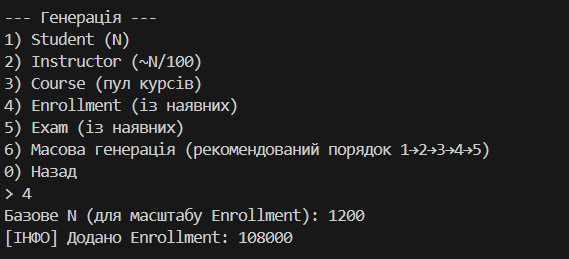 --- Генерація ---
1) Student (N)
2) Instructor (~N/100)
3) Course (пул курсів)
4) Enrollment (із наявних)
5) Exam (із наявних)
6) Масова генерація (рекомендований порядок 1→2→3→4→5)
0) Назад
> 4
Базове N (для масштабу Enrollment): 1200
[ІНФО] Додано Enrollment: 108000